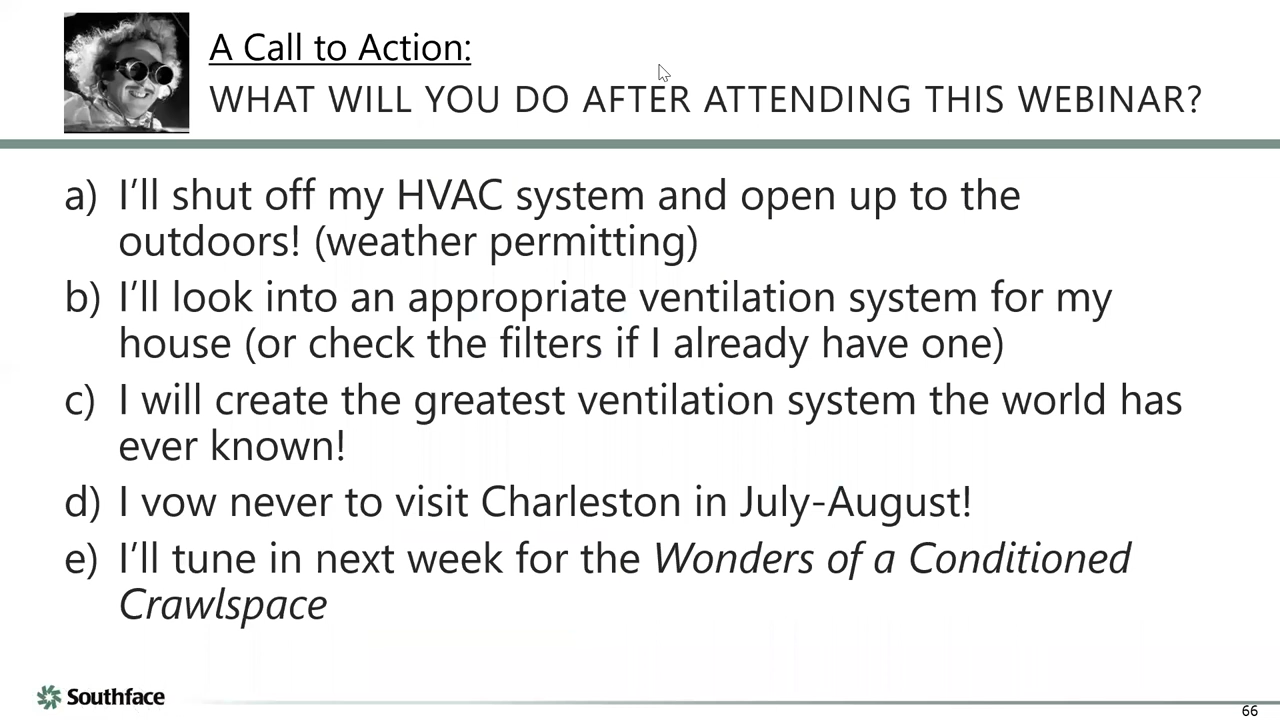 A Call to Action:
WHAT WILL YOU DO AFTER ATTENDING THIS WEBINAR?
a) I’ll shut off my HVAC system and open up to the
outdoors! (weather permitting)
b) I’ll look into an appropriate ventilation system for my
house (or check the filters if I already have one)
c) I will create the greatest ventilation system the world has
ever known!
d) I vow never to visit Charleston in July-August!
e) I’ll tune in next week for the Wonders of a Conditioned
Crawlspace
Southface
66